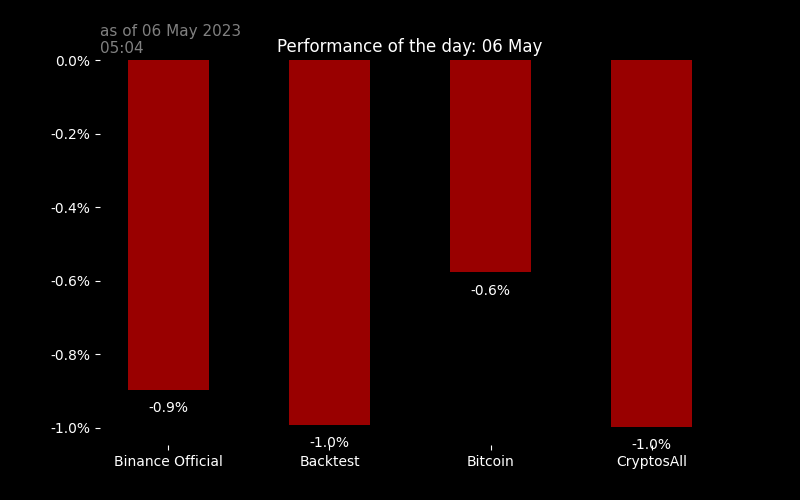 as of 06 May 2023
05:04
Performance of the day: 06 May
0.0%
-0.2%
-0.4%
-0.6%
-0.8%
-1.0%
-0.9%
-1.0%
-0.6%
-1.0%
Binance Official
Backtest
Bitcoin
CryptosAll